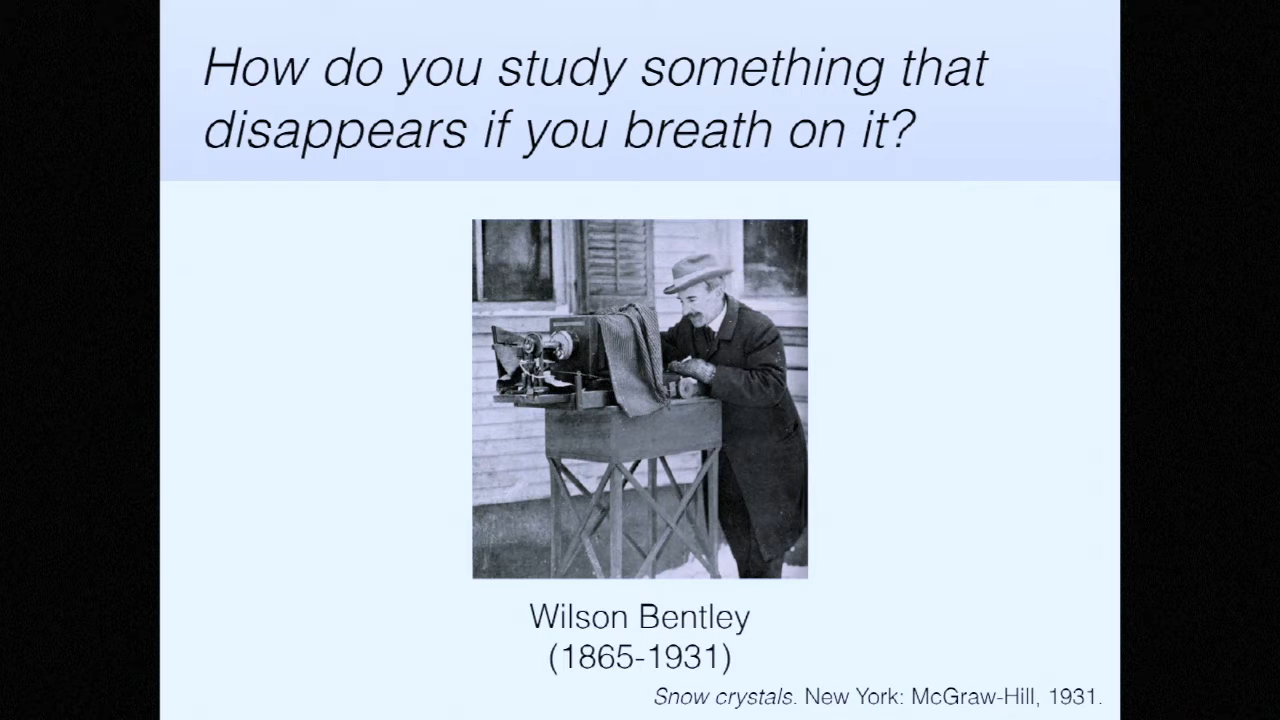 How do you study something that
disappears if you breath on it?
Wilson Bentley
(1865-1931)
Snow crystals. New York: McGraw-Hill, 1931.